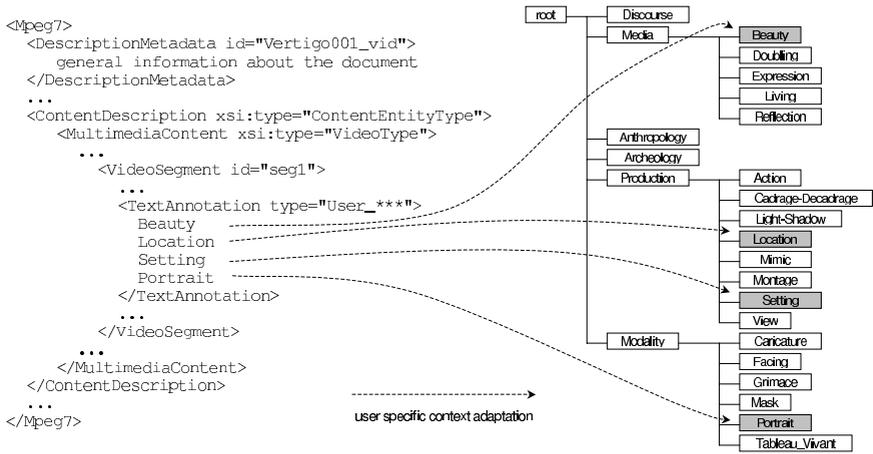 <Mpeg7>
<DescriptionMetadata id="Vertigo001_vid">
general information about the document
</DescriptionMetadata>
...
<ContentDescription xsi:type="ContentEntityType">
<MultimediaContent xsi:type="VideoType">
...
<VideoSegment id="seg1">
...
<TextAnnotation type="User_***">
Beauty
Location
Setting
Portrait
</TextAnnotation>
...
</VideoSegment>
...
</MultimediaContent>
</ContentDescription>
...
</Mpeg7>
user specific context adaptation
root
Discourse
Media
Beauty
Doublling
Expression
Living
Reflection
Anthropology
Archeology
Production
Action
Cadrage-Decadrage
Light-Shadow
Location
Mimic
Montage
Setting
View
Modality
Caricature
Facing
Grimace
Mask
Portrait
Tableau_Vivant